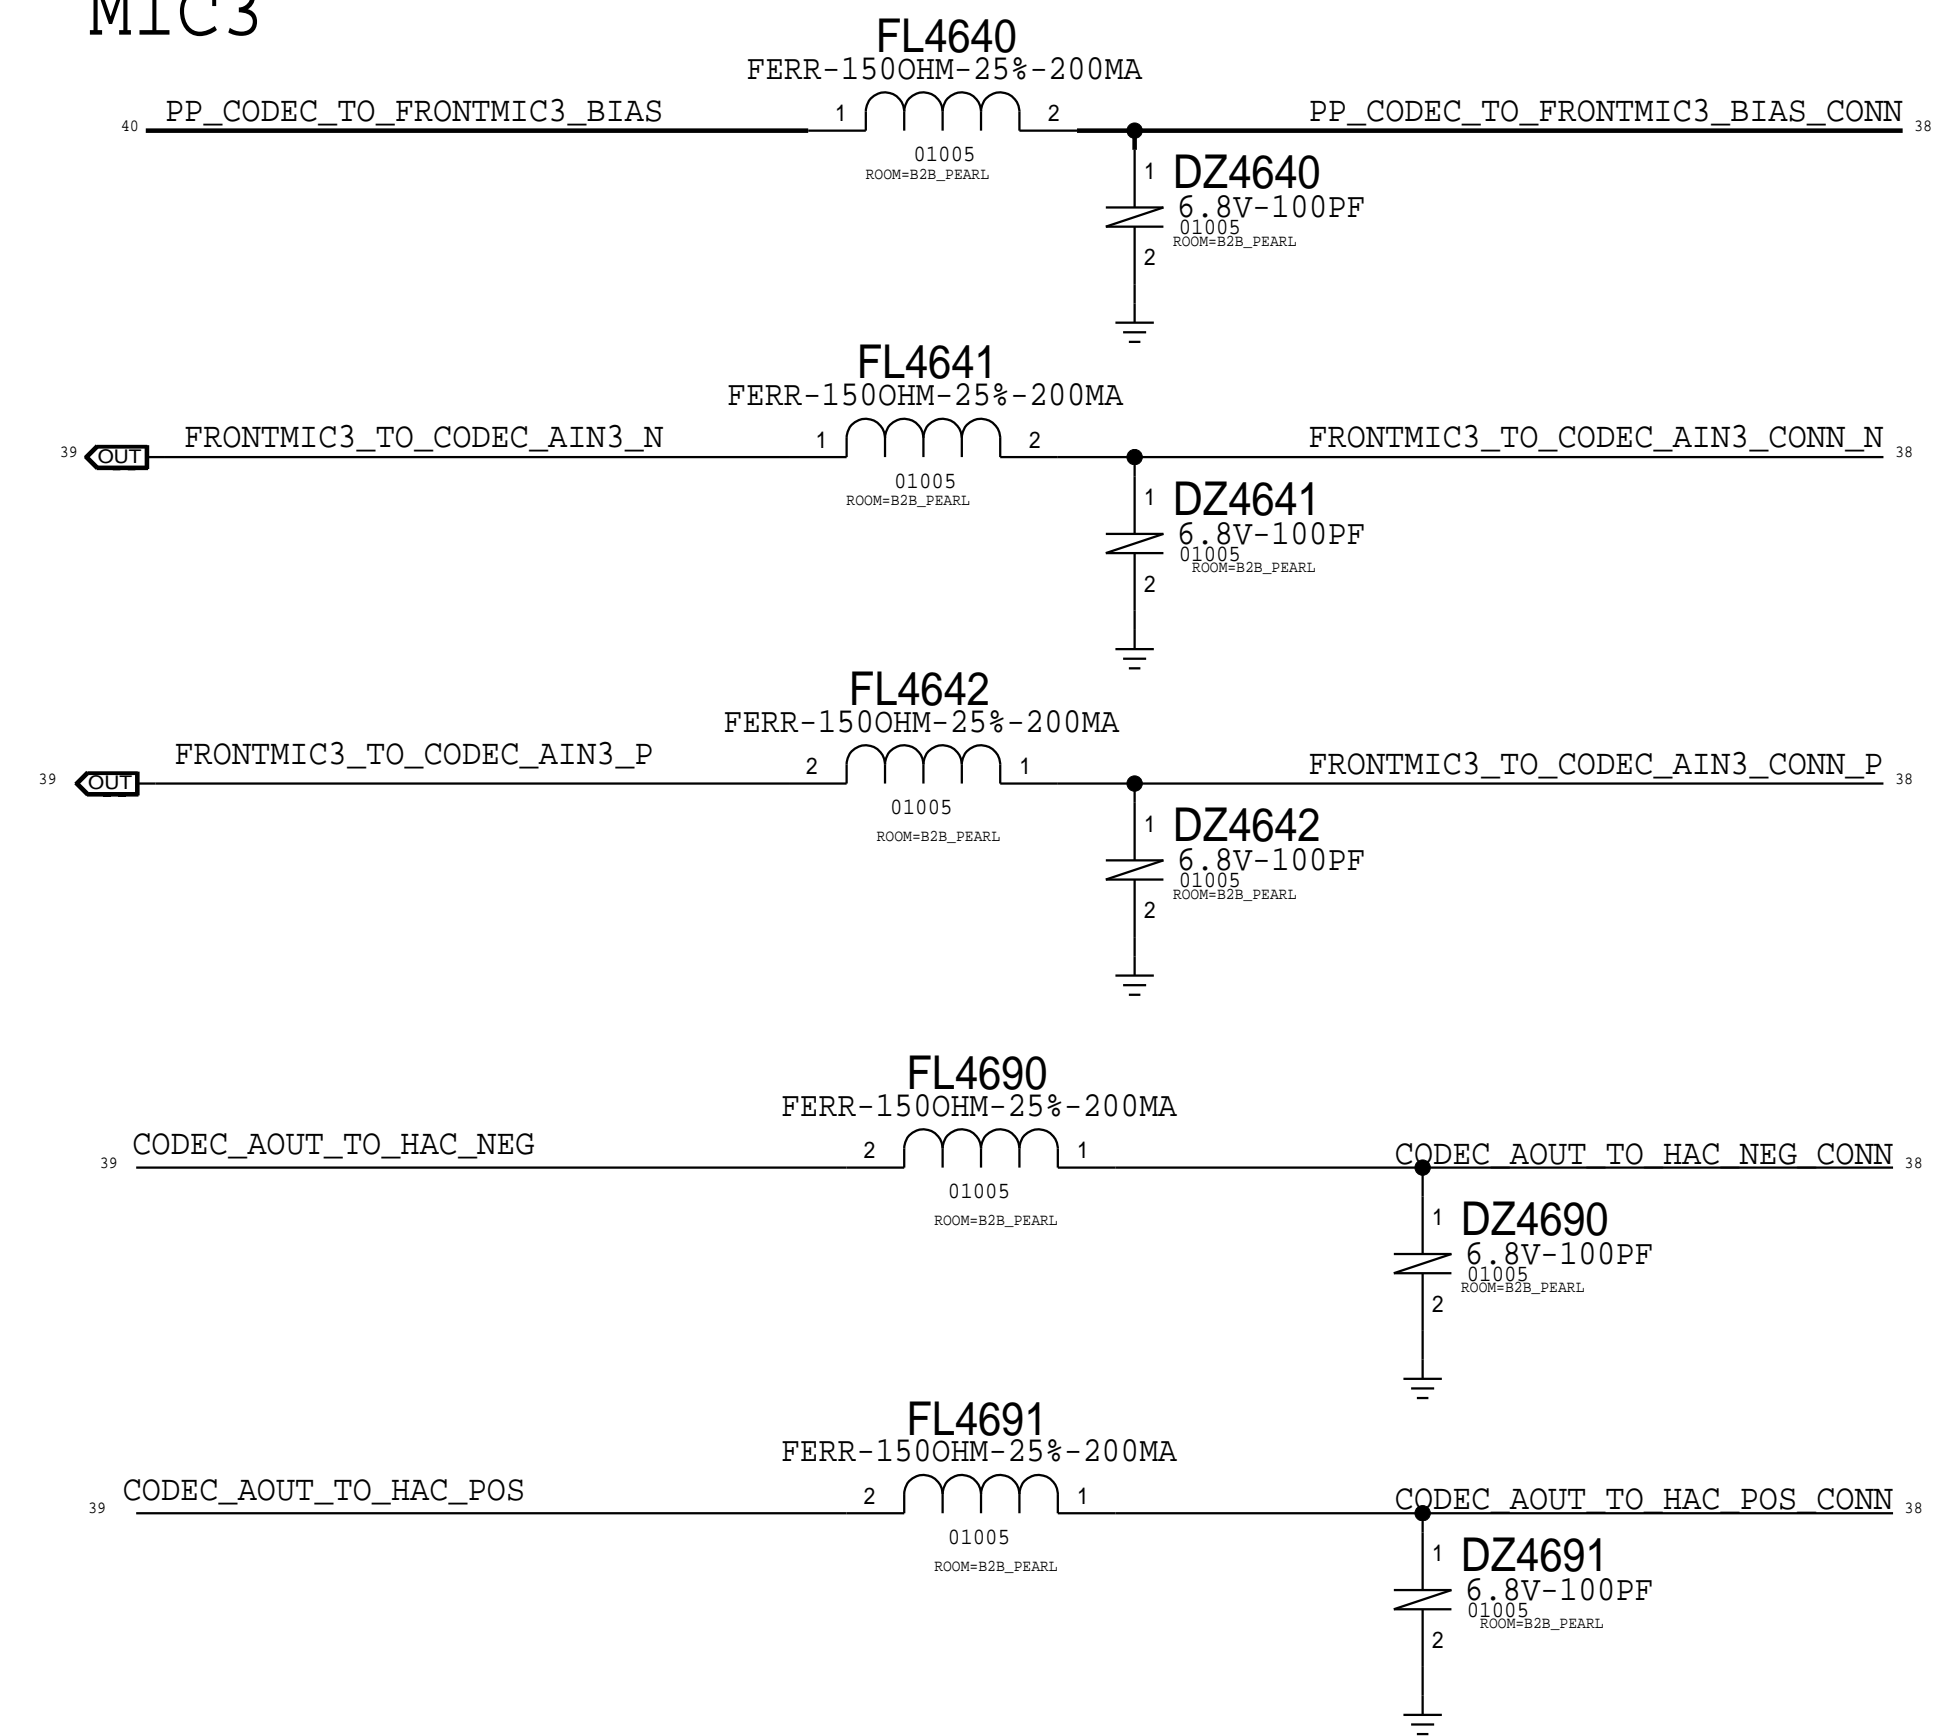 MIC3
FL4640
FERR-150OHM-25%-200MA
40 PP_CODEC_TO_FRONTMIC3_BIAS 1 2 PP_CODEC_TO_FRONTMIC3_BIAS_CONN 38
01005
ROOM=B2B_PEARL
1 DZ4640
6.8V-100PF
01005
ROOM=B2B_PEARL
2
FL4641
FERR-150OHM-25%-200MA
39 OUT FRONTMIC3_TO_CODEC_AIN3_N 1 2 FRONTMIC3_TO_CODEC_AIN3_CONN_N 38
01005
ROOM=B2B_PEARL
1 DZ4641
6.8V-100PF
01005
ROOM=B2B_PEARL
2
FL4642
FERR-150OHM-25%-200MA
39 OUT FRONTMIC3_TO_CODEC_AIN3_P 2 1 FRONTMIC3_TO_CODEC_AIN3_CONN_P 38
01005
ROOM=B2B_PEARL
1 DZ4642
6.8V-100PF
01005
ROOM=B2B_PEARL
2
FL4690
FERR-150OHM-25%-200MA
39 CODEC_AOUT_TO_HAC_NEG 2 1 CODEC_AOUT_TO_HAC_NEG_CONN 38
01005
ROOM=B2B_PEARL
1 DZ4690
6.8V-100PF
01005
ROOM=B2B_PEARL
2
FL4691
FERR-150OHM-25%-200MA
39 CODEC_AOUT_TO_HAC_POS 2 1 CODEC_AOUT_TO_HAC_POS_CONN 38
01005
ROOM=B2B_PEARL
1 DZ4691
6.8V-100PF
01005
ROOM=B2B_PEARL
2